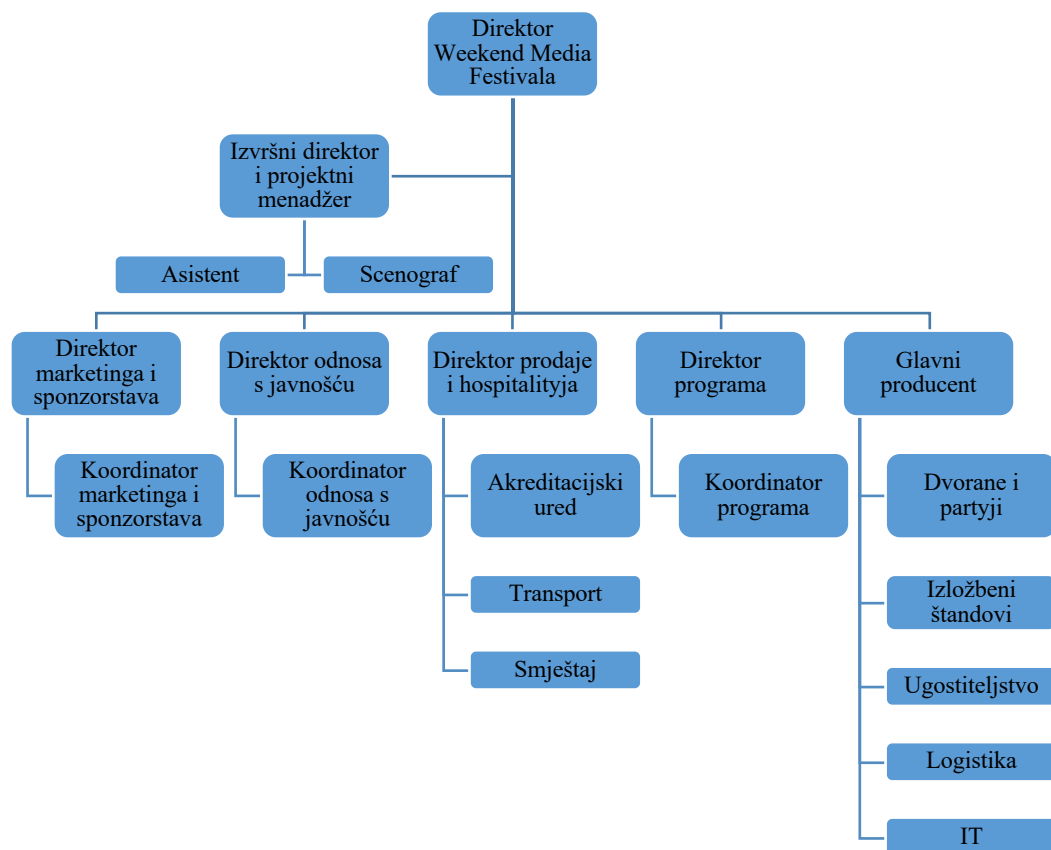 Direktor
Weekend Media
Festivala
Izvršni direktor
i projektni
menadžer
Asistent
Scenograf
Direktor
marketinga i
sponzorstava
Direktor odnosa
s javnošću
Direktor prodaje
i hospitalityja
Direktor
programa
Glavni
producent
Koordinator
marketinga i
sponzorstava
Koordinator
odnosa s
javnošću
Akreditacijski
ured
Koordinator
programa
Dvorane i
partyji
Transport
Izložbeni
štandovi
Smještaj
Ugostiteljstvo
Logistika
IT